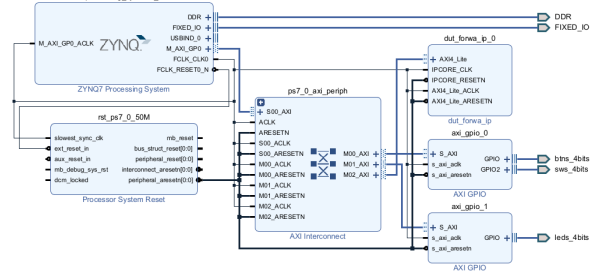 DDR
FIXED_IO
USBIND_0
M_AXI_GP0
FCLK_CLK0
FCLK_RESET0_N
M_AXI_GP0_ACLK
ZYNQ
ZYNQ7 Processing System
DDR
FIXED_IO
rst_ps7_0_50M
slowest_sync_clk
ext_reset_in
aux_reset_in
mb_debug_sys_rst
dcm_locked
mb_reset
bus_struct_reset[0:0]
peripheral_reset[0:0]
interconnect_aresetn[0:0]
peripheral_aresetn[0:0]
Processor System Reset
ps7_0_axi_periph
S00_AXI
ACLK
ARESETN
S00_ACLK
S00_ARESETN
M00_ACLK
M00_ARESETN
M01_ACLK
M01_ARESETN
M02_ACLK
M02_ARESETN
M00_AXI
M01_AXI
M02_AXI
AXI Interconnect
dut_forwa_ip_0
AXI4_Lite
IPCORE_CLK
IPCORE_RESETN
AXI4_Lite_ACLK
AXI4_Lite_ARESETN
dut_forwa_ip
axi_gpio_0
S_AXI
s_axi_aclk
s_axi_aresetn
GPIO
GPIO2
AXI GPIO
btns_4bits
sws_4bits
axi_gpio_1
S_AXI
s_axi_aclk
s_axi_aresetn
GPIO
AXI GPIO
leds_4bits